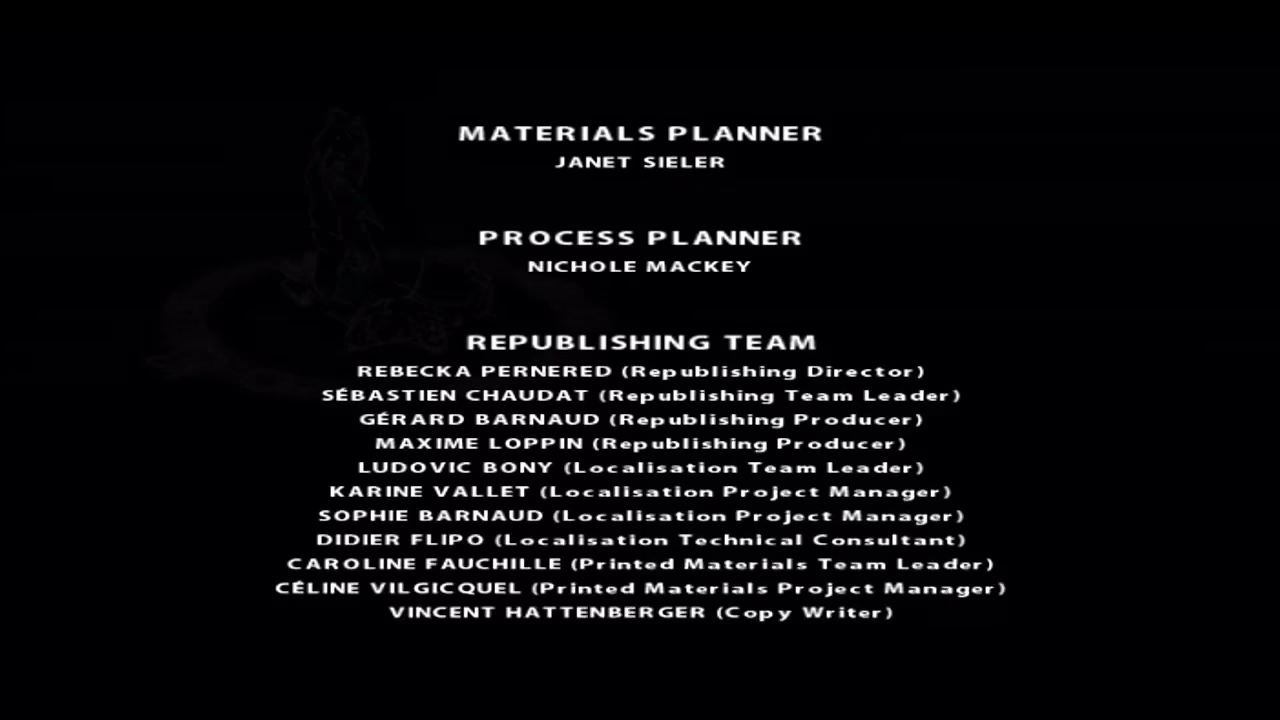 MATERIALS PLANNER
JANET SIELER
PROCESS PLANNER
NICHOLE MACKEY
REPUBLISHING TEAM
REBECKA PERNERED (Republishing Director)
SÉBASTIEN CHAUDAT (Republishing Team Leader)
GÉRARD BARNAUD (Republishing Producer)
MAXIME LOPPIN (Republishing Producer)
LUDOVIC BONY (Localisation Team Leader)
KARINE VALLET (Localisation Project Manager)
SOPHIE BARNAUD (Localisation Project Manager)
DIDIER FLIPO (Localisation Technical Consultant)
CAROLINE FAUCHILLE (Printed Materials Team Leader)
CÉLINE VILGICQUEL (Printed Materials Project Manager)
VINCENT HATTENBERGER (Copy Writer)